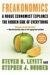 FREAKONOMICS
A ROGUE ECONOMIST EXPLORES
THE HIDDEN SIDE OF EVERYTHING
STEVEN D. LEVITT
STEPHEN J. DUBNER